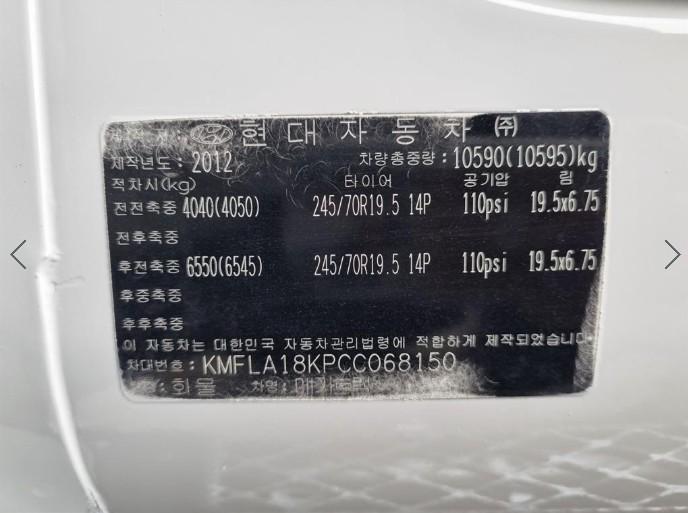 현대자동차 ㈜
제작년도 : 2012 차량총중량 : 10590(10595)kg
적차시(kg) 타이어 공기압 림
전전축중 4040(4050) 245/70R19.5 14P 110psi 19.5x6.75
전후축중
후전축중 6550(6545) 245/70R19.5 14P 110psi 19.5x6.75
후중축중
후후축중
이 자동차는 대한민국 자동차관리법령에 적합하게 제작되었습니다
차대번호 : KMFLA18KPCC068150
화물 차명 :